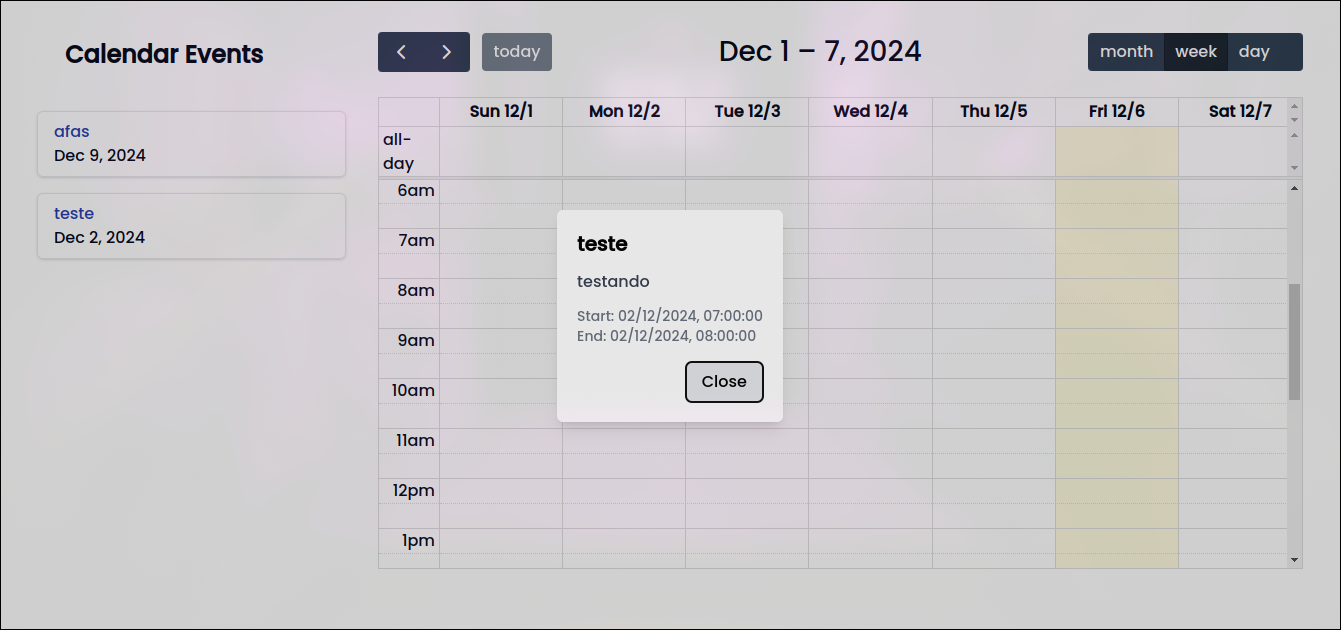 Calendar Events
today
Dec 1 – 7, 2024
month week day
afas
Dec 9, 2024
teste
Dec 2, 2024
Sun 12/1 Mon 12/2 Tue 12/3 Wed 12/4 Thu 12/5 Fri 12/6 Sat 12/7
all-
day
6am
7am
8am
9am
10am
11am
12pm
1pm
teste
testando
Start: 02/12/2024, 07:00:00
End: 02/12/2024, 08:00:00
Close